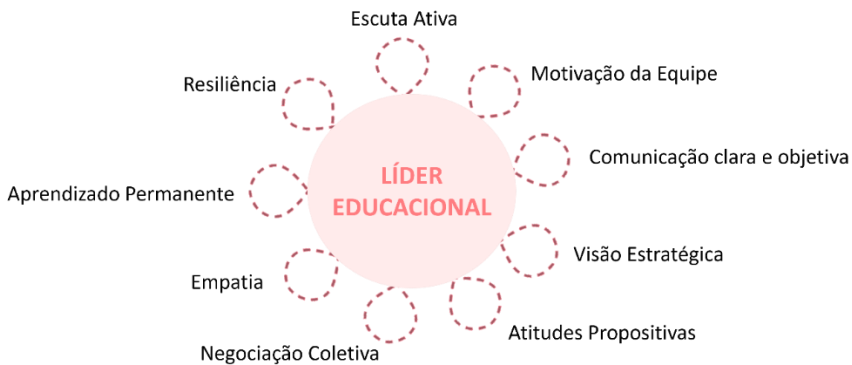 Escuta Ativa
Motivação da Equipe
Resiliência
Comunicação clara e objetiva
LÍDER
EDUCACIONAL
Aprendizado Permanente
Visão Estratégica
Empatia
Atitudes Propositivas
Negociação Coletiva